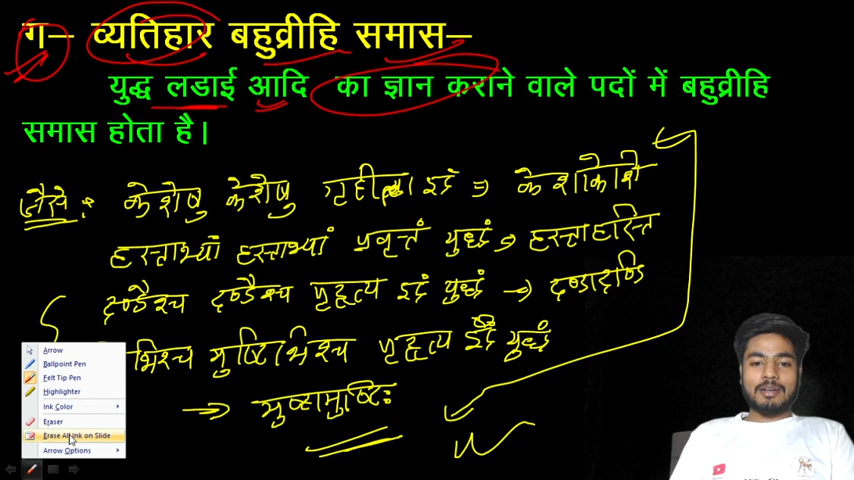 ग– व्यतिहार बहुव्रीहि समास–
युद्ध लडाई आदि का ज्ञान कराने वाले पदों में बहुव्रीहि
समास होता है।
जैसे: केशेषु केशेषु गृहीत्वा इदं ⇒ केशाकेशि
हस्ताभ्यां हस्ताभ्यां प्रवृत्तं युद्धं → हस्ताहस्ति
दण्डैश्च दण्डैश्च प्रहृत्य इदं युद्धं → दण्डादण्डि
भिश्च मुष्टिभिश्च प्रहृत्य इदं युद्धं
→ मुष्टामुष्टिः
Arrow
Ballpoint Pen
Felt Tip Pen
Highlighter
Ink Color
Eraser
Erase All Ink on Slide
Arrow Options